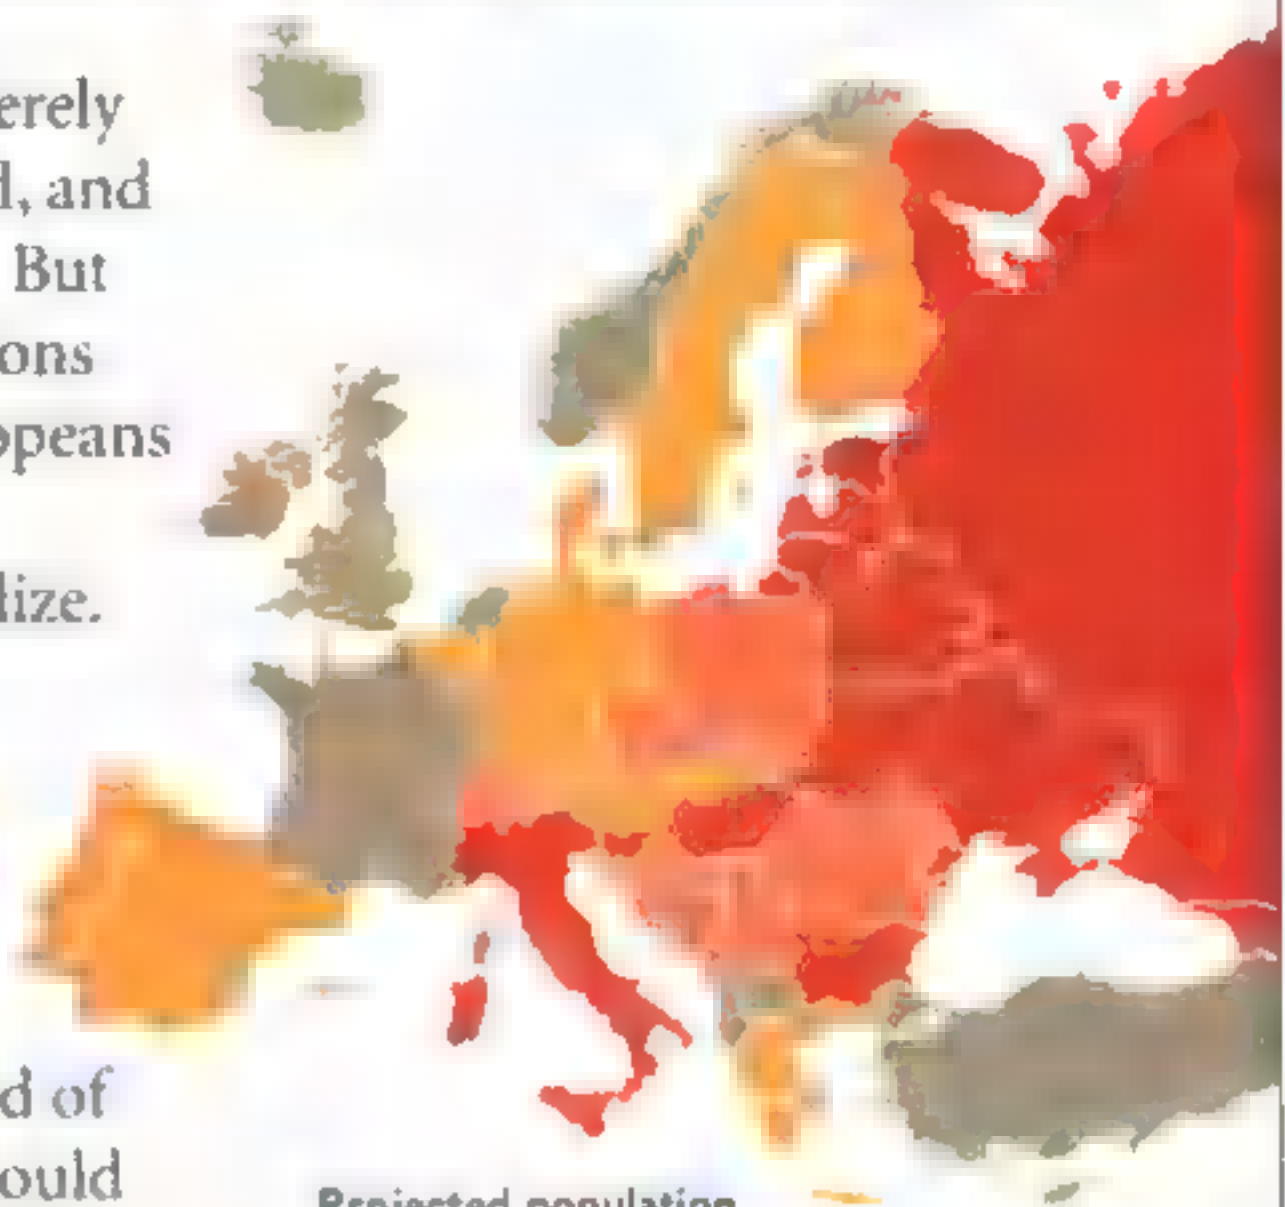 erely
d, and
But
ons
opeans
lize.
d of
ould
Projected population